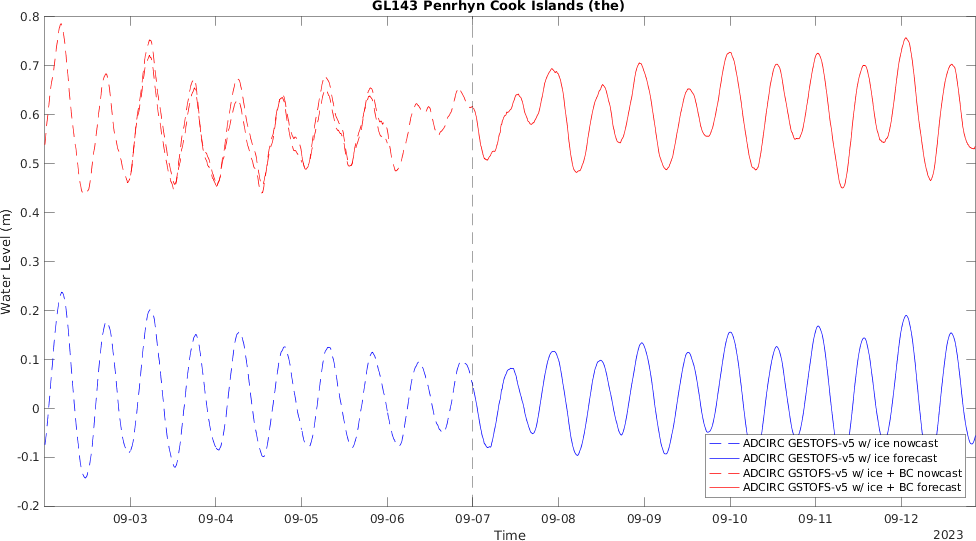 GL143 Penrhyn Cook Islands (the)
0.8
0.7
0.6
0.5
0.4
0.3
0.2
0.1
0
-0.1
-0.2
Water Level (m)
ADCIRC GESTOFS-v5 w/ ice nowcast
ADCIRC GESTOFS-v5 w/ ice forecast
ADCIRC GSTOFS-v5 w/ ice + BC nowcast
ADCIRC GSTOFS-v5 w/ ice + BC forecast
09-03 09-04 09-05 09-06 09-07 09-08 09-09 09-10 09-11 09-12
Time
2023